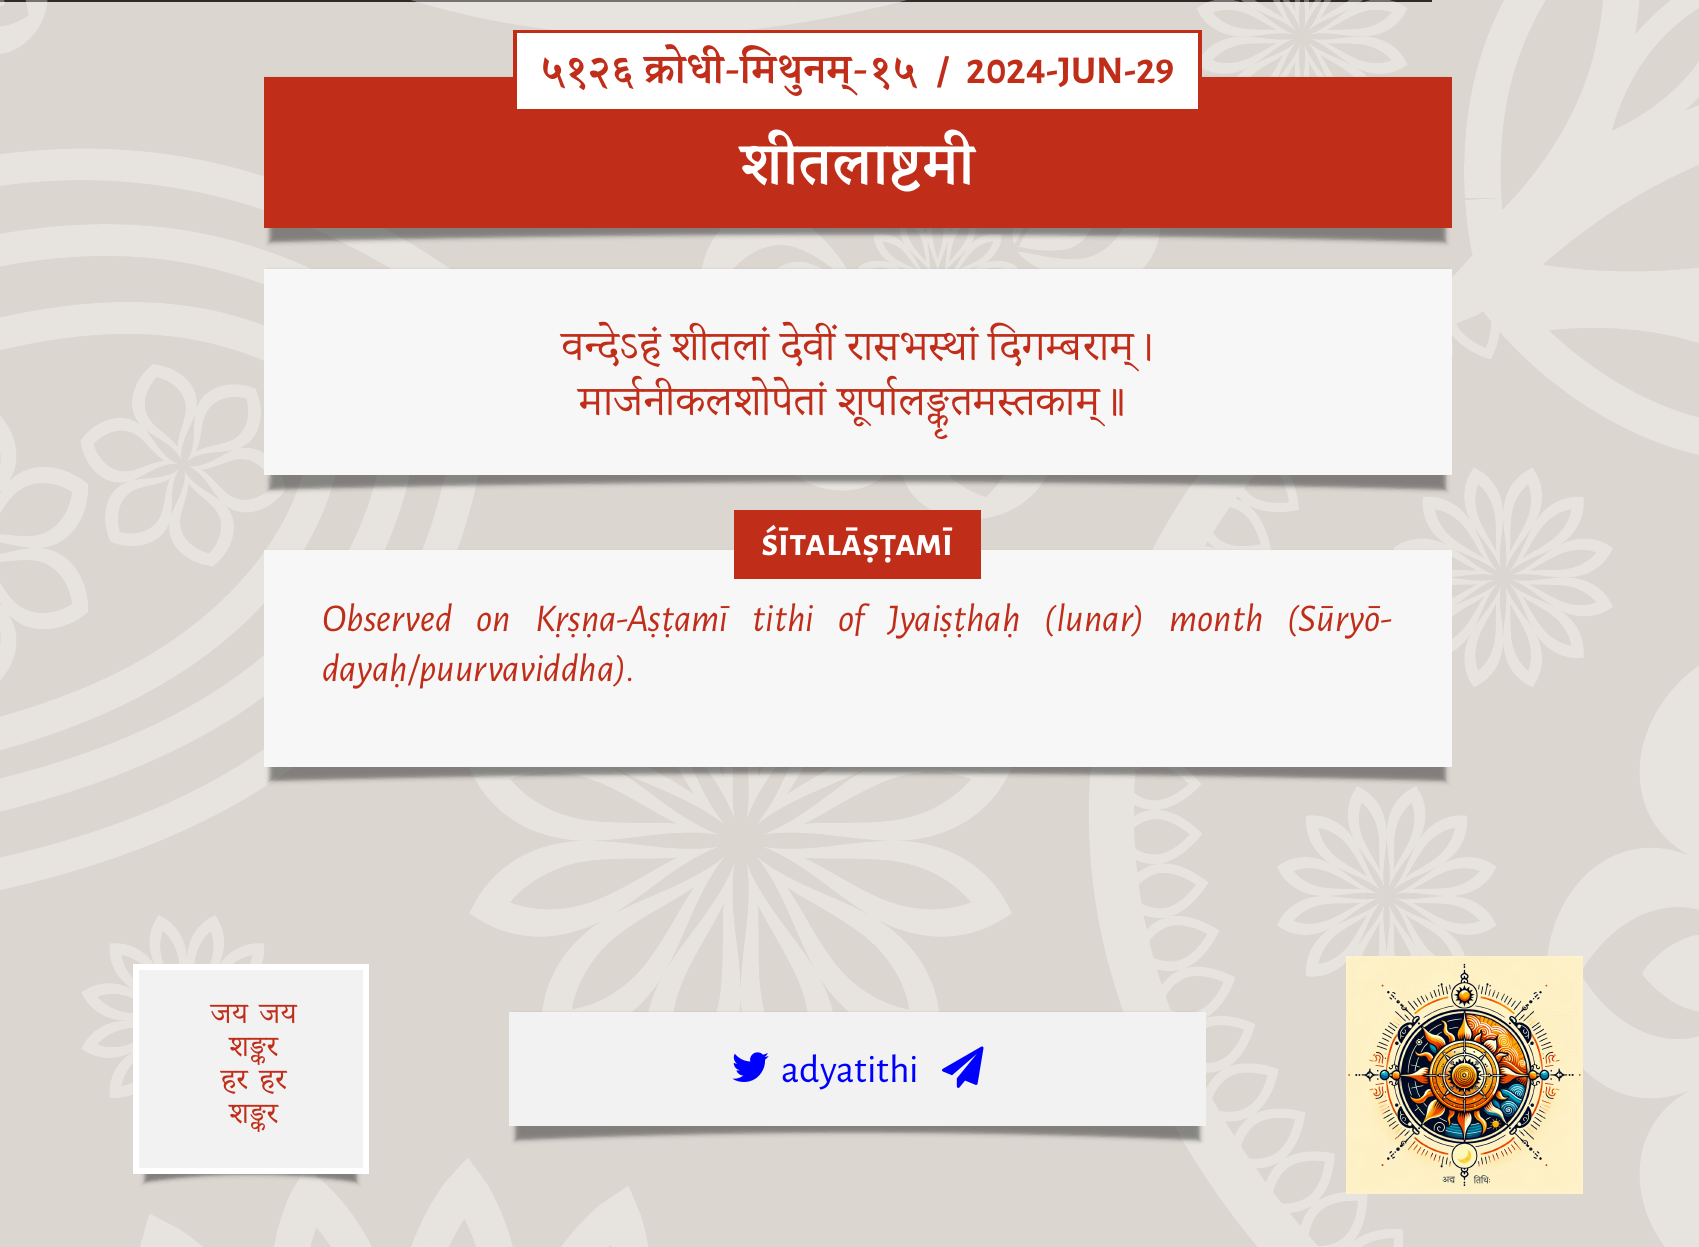 ५१२६ क्रोधी-मिथुनम्-१५ / 2024-JUN-29
शीतलाष्टमी
वन्देऽहं शीतलां देवीं रासभस्थां दिगम्बराम्।
मार्जनीकलशोपेतां शूर्पालङ्कृतमस्तकाम्॥
ŚĪTALĀṢṬAMĪ
Observed on Kṛṣṇa-Aṣṭamī tithi of Jyaiṣṭhaḥ (lunar) month (Sūryō-
dayaḥ/puurvaviddha).
जय जय
शङ्कर
हर हर
शङ्कर
adyatithi
अद्य तिथिः